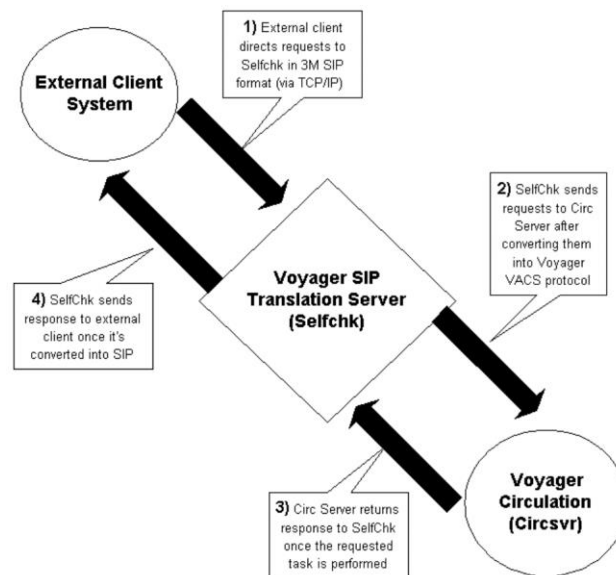 1) External client
directs requests to
Selfchk in 3M SIP
format (via TCP/IP)
External Client
System
2) SelfChk sends
requests to Circ
Server after
converting them
into Voyager
VACS protocol
Voyager SIP
Translation Server
(Selfchk)
4) SelfChk sends
response to external
client once it's
converted into SIP
Voyager
Circulation
(Circsvr)
3) Circ Server returns
response to SelfChk
once the requested
task is performed